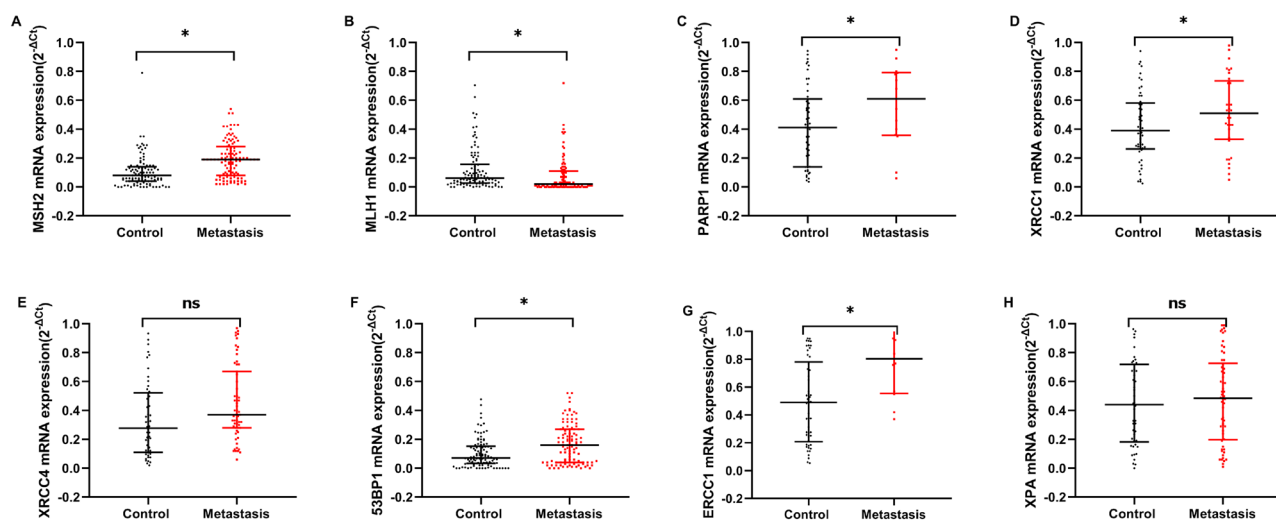 A
MSH2 mRNA expression(2^-ΔCt)
*
1.0
0.8
0.6
0.4
0.2
0.0
-0.2
Control Metastasis
B
MLH1 mRNA expression(2^-ΔCt)
*
1.0
0.8
0.6
0.4
0.2
0.0
-0.2
Control Metastasis
C
PARP1 mRNA expression(2^-ΔCt)
*
1.0
0.8
0.6
0.4
0.2
0.0
-0.2
Control Metastasis
D
XRCC1 mRNA expression(2^-ΔCt)
*
1.0
0.8
0.6
0.4
0.2
0.0
-0.2
Control Metastasis
E
XRCC4 mRNA expression(2^-ΔCt)
ns
1.0
0.8
0.6
0.4
0.2
0.0
-0.2
Control Metastasis
F
53BP1 mRNA expression(2^-ΔCt)
*
1.0
0.8
0.6
0.4
0.2
0.0
-0.2
Control Metastasis
G
ERCC1 mRNA expression(2^-ΔCt)
*
1.0
0.8
0.6
0.4
0.2
0.0
-0.2
Control Metastasis
H
XPA mRNA expression(2^-ΔCt)
ns
1.0
0.8
0.6
0.4
0.2
0.0
-0.2
Control Metastasis